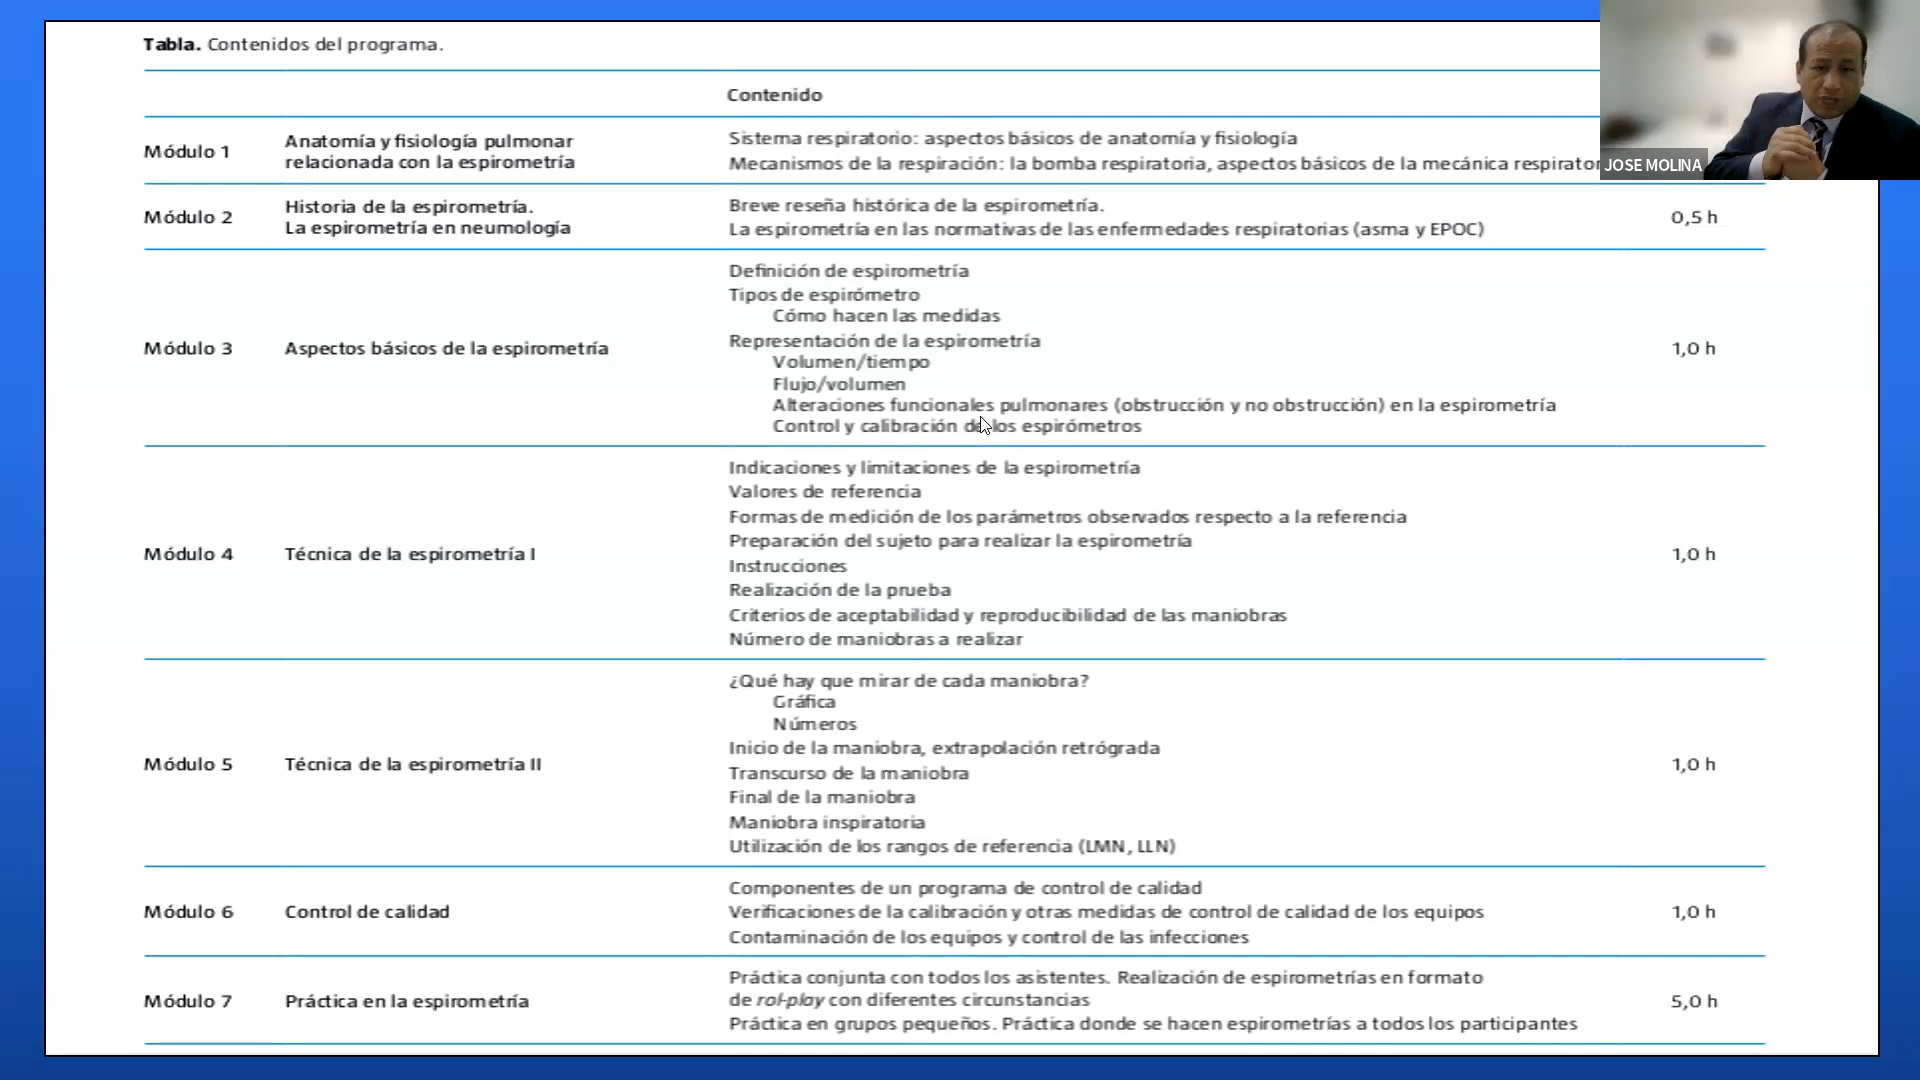 Tabla. Contenidos del programa.
Contenido
Módulo 1
Anatomía y fisiología pulmonar
relacionada con la espirometría
Sistema respiratorio: aspectos básicos de anatomía y fisiología
Mecanismos de la respiración: la bomba respiratoria, aspectos básicos de la mecánica
JOSE MOLINA
Módulo 2
Historia de la espirometría.
La espirometría en neumología
Breve reseña histórica de la espirometría.
La espirometría en las normativas de las enfermedades respiratorias (asma y EPOC)
0,5 h
Módulo 3
Aspectos básicos de la espirometría
Definición de espirometría
Tipos de espirómetro
Cómo hacen las medidas
Representación de la espirometría
Volumen/tiempo
Flujo/volumen
Alteraciones funcionales pulmonares (obstrucción y no obstrucción) en la espirometría
Control y calibración de los espirómetros
1,0 h
Módulo 4
Técnica de la espirometría I
Indicaciones y limitaciones de la espirometría
Valores de referencia
Formas de medición de los parámetros observados respecto a la referencia
Preparación del sujeto para realizar la espirometría
Instrucciones
Realización de la prueba
Criterios de aceptabilidad y reproducibilidad de las maniobras
Número de maniobras a realizar
1,0 h
Módulo 5
Técnica de la espirometría II
¿Qué hay que mirar de cada maniobra?
Gráfica
Números
Inicio de la maniobra, extrapolación retrógrada
Transcurso de la maniobra
Final de la maniobra
Maniobra inspiratoria
Utilización de los rangos de referencia (LMN, LLN)
1,0 h
Módulo 6
Control de calidad
Componentes de un programa de control de calidad
Verificaciones de la calibración y otras medidas de control de calidad de los equipos
Contaminación de los equipos y control de las infecciones
1,0 h
Módulo 7
Práctica en la espirometría
Práctica conjunta con todos los asistentes. Realización de espirometrías en formato
de rol-play con diferentes circunstancias
Práctica en grupos pequeños. Práctica donde se hacen espirometrías a todos los participantes
5,0 h